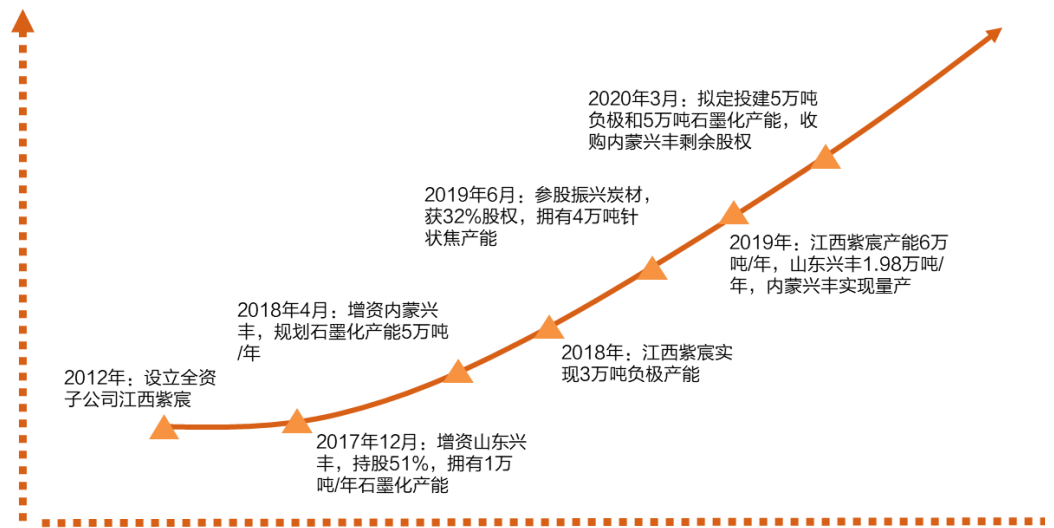 2012年：设立全资
子公司江西紫宸
2017年12月：增资山东兴
丰，持股51%，拥有1万
吨/年石墨化产能
2018年4月：增资内蒙兴
丰，规划石墨化产能5万吨
/年
2018年：江西紫宸实
现3万吨负极产能
2019年6月：参股振兴炭材，
获32%股权，拥有4万吨针
状焦产能
2019年：江西紫宸产能6万
吨/年，山东兴丰1.98万吨/
年，内蒙兴丰实现量产
2020年3月：拟定投建5万吨
负极和5万吨石墨化产能，收
购内蒙兴丰剩余股权